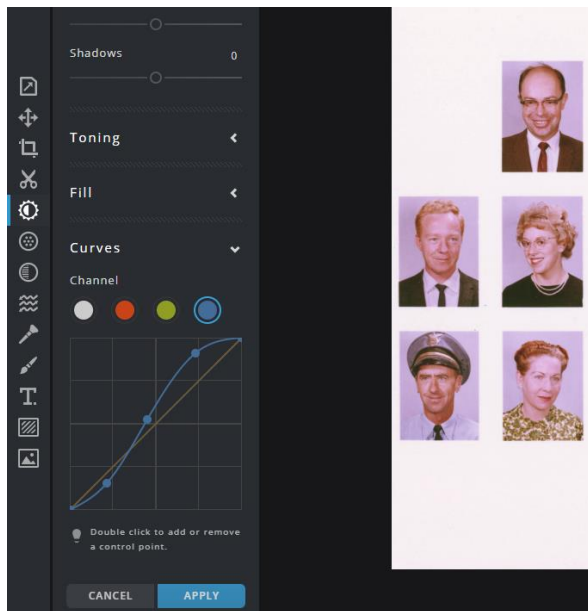 Shadows 0
Toning
Fill
Curves
Channel
T.
Double click to add or remove
a control point.
CANCEL APPLY